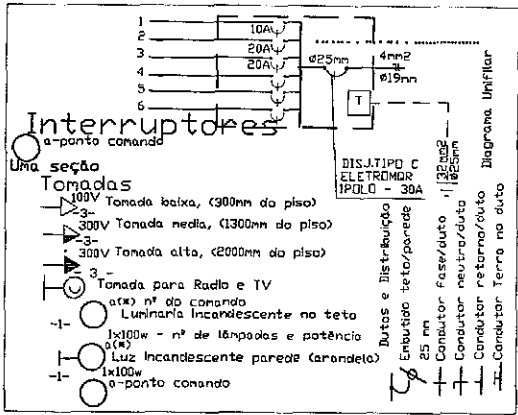 1
2
3
4
5
6
10A
20A
20A
ø25mm
4mm2
ø19mm
T
DISJ.TIPO C
ELETROMQR
1POLO - 30A
32mm2
ø25mm
Diagrama Unifilar
Interruptores
a-ponto comando
Uma seção
Tomadas
100V Tomada baixa, (300mm do piso)
-3-
300V Tomada media, (1300mm do piso)
-3-
300V Tomada alta, (2000mm do piso)
-3-
Tomada para Radio e TV
a(*) nº do comando
Luminaria Incandescente no teto
-1-
1x100w - nº de lâmpadas e potência
a(*)
Luz Incandescente parede (arandela)
-1-
1x100w
a-ponto comando
Dutos e Distribuição
Embutido teto/parede
25 mm
Condutor fase/duto
Condutor neutro/duto
Condutor retorno/duto
Condutor Terra no duto